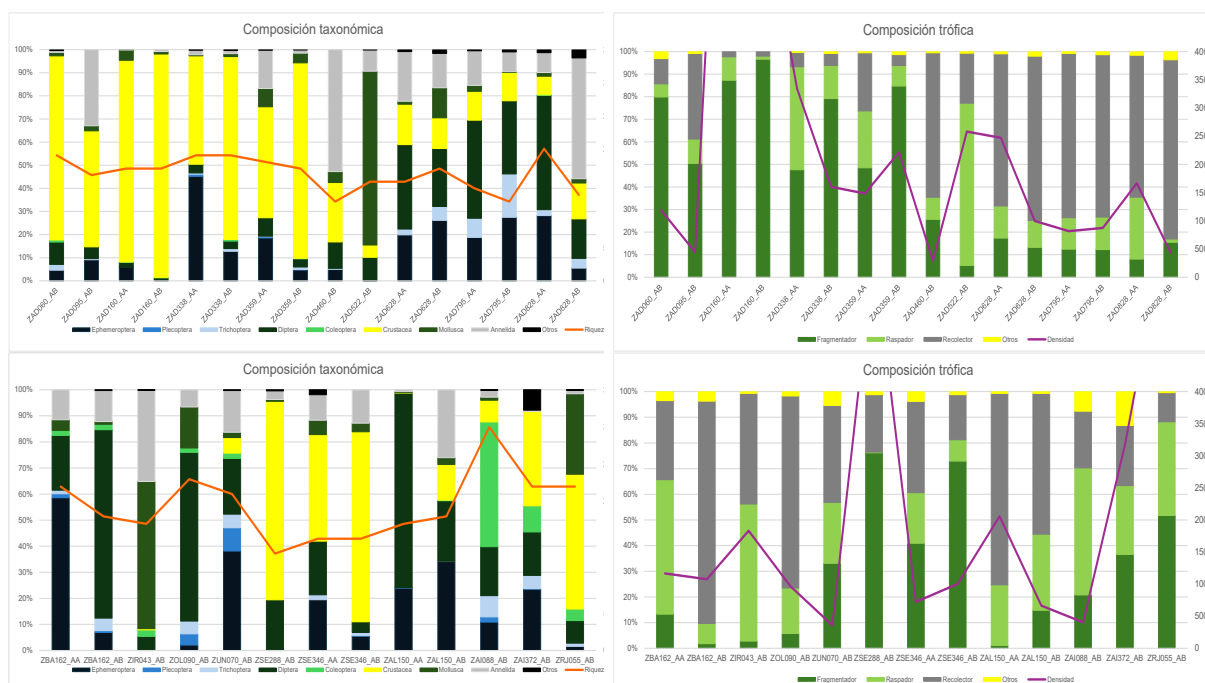 Composición taxonómica
100%
90%
80%
70%
60%
50%
40%
30%
20%
10%
0%
ZAD060_AB
ZAD095_AB
ZAD160_AA
ZAD160_AB
ZAD338_AA
ZAD338_AB
ZAD359_AA
ZAD359_AB
ZAD460_AB
ZAD522_AB
ZAD628_AA
ZAD628_AB
ZAD795_AA
ZAD795_AB
ZAD828_AA
ZAD828_AB
Ephemeroptera Plecoptera Trichoptera Diptera Coleoptera Crustacea Mollusca Annelida Otros Riquez
Composición trófica
100%
90%
80%
70%
60%
50%
40%
30%
20%
10%
0%
400
350
300
250
200
150
100
50
0
ZAD060_AB
ZAD095_AB
ZAD160_AA
ZAD160_AB
ZAD338_AA
ZAD338_AB
ZAD359_AA
ZAD359_AB
ZAD460_AB
ZAD522_AB
ZAD628_AA
ZAD628_AB
ZAD795_AA
ZAD795_AB
ZAD828_AA
ZAD828_AB
Fragmentador Raspador Recolector Otros Densidad
Composición taxonómica
100%
90%
80%
70%
60%
50%
40%
30%
20%
10%
0%
ZBA162_AA ZBA162_AB ZIR043_AB ZOL090_AB ZUN070_AB ZSE288_AB ZSE346_AA ZSE346_AB ZAL150_AA ZAL150_AB ZAI088_AB ZAI372_AB ZRJ055_AB
Ephemeroptera Plecoptera Trichoptera Diptera Coleoptera Crustacea Mollusca Annelida Otros Riquez
Composición trófica
100%
90%
80%
70%
60%
50%
40%
30%
20%
10%
0%
400
350
300
250
200
150
100
50
0
ZBA162_AA ZBA162_AB ZIR043_AB ZOL090_AB ZUN070_AB ZSE288_AB ZSE346_AA ZSE346_AB ZAL150_AA ZAL150_AB ZAI088_AB ZAI372_AB ZRJ055_AB
Fragmentador Raspador Recolector Otros Densidad